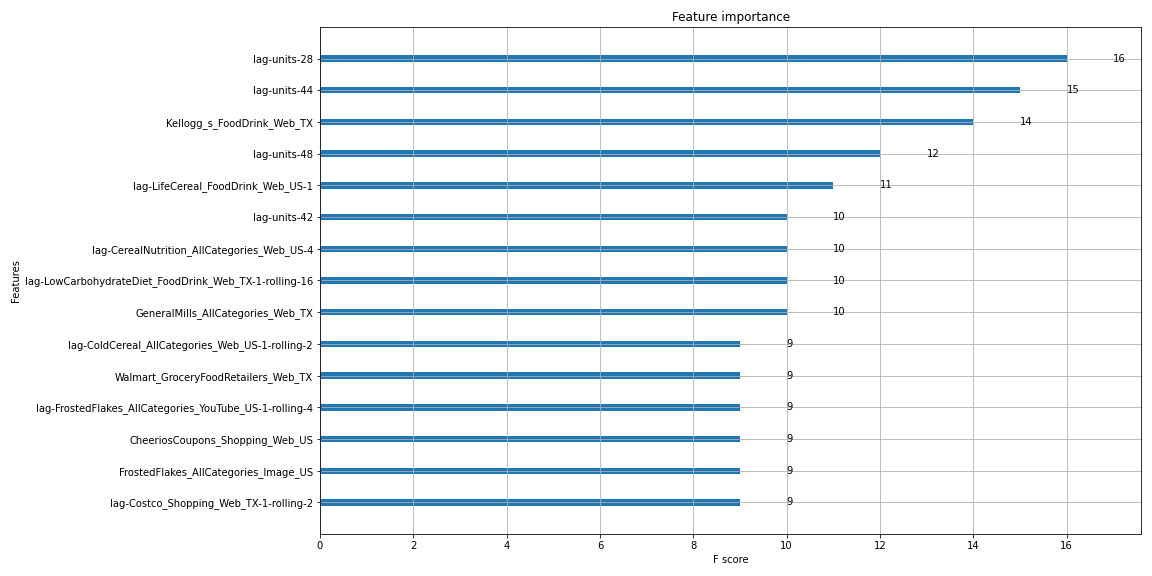 Feature importance
lag-units-28 16
lag-units-44 15
Kellogg_s_FoodDrink_Web_TX 14
lag-units-48 12
lag-LifeCereal_FoodDrink_Web_US-1 11
lag-units-42 10
lag-CerealNutrition_AllCategories_Web_US-4 10
lag-LowCarbohydrateDiet_FoodDrink_Web_TX-1-rolling-16 10
GeneralMills_AllCategories_Web_TX 10
lag-ColdCereal_AllCategories_Web_US-1-rolling-2 9
Walmart_GroceryFoodRetailers_Web_TX 9
lag-FrostedFlakes_AllCategories_YouTube_US-1-rolling-4 9
CheeriosCoupons_Shopping_Web_US 9
FrostedFlakes_AllCategories_Image_US 9
lag-Costco_Shopping_Web_TX-1-rolling-2 9
Features
0 2 4 6 8 10 12 14 16
F score